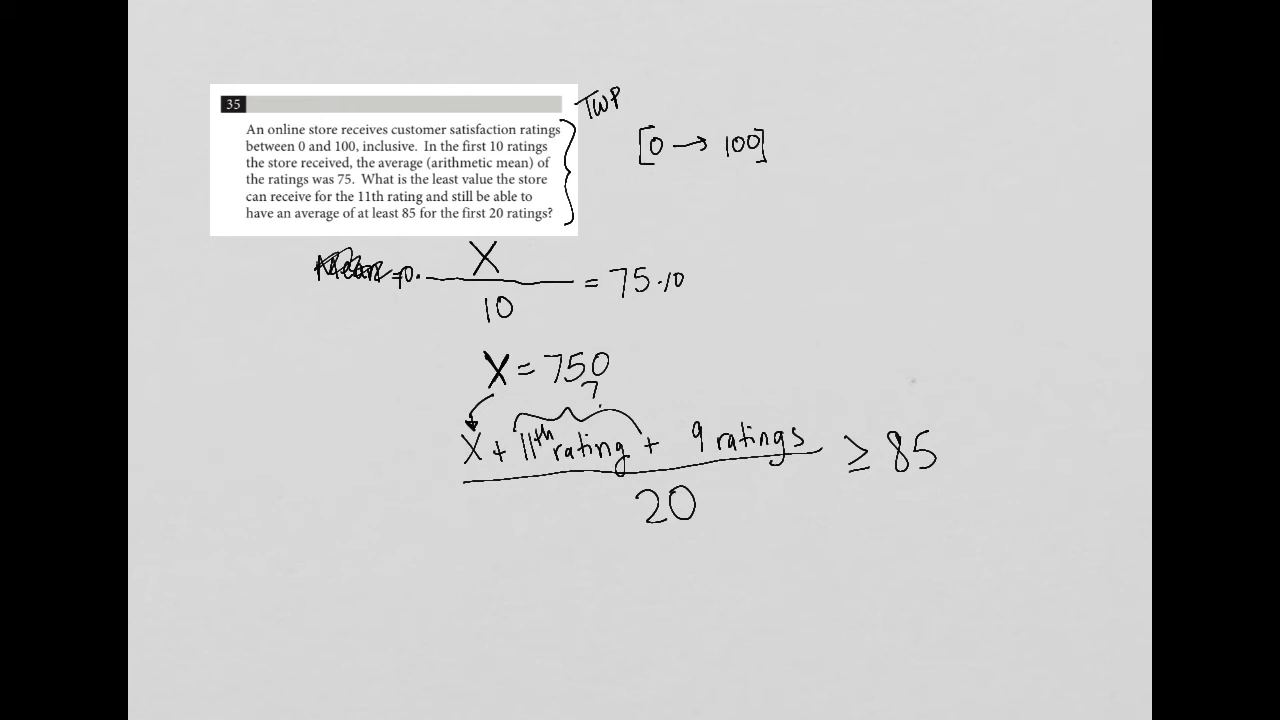 35
An online store receives customer satisfaction ratings
between 0 and 100, inclusive. In the first 10 ratings
the store received, the average (arithmetic mean) of
the ratings was 75. What is the least value the store
can receive for the 11th rating and still be able to
have an average of at least 85 for the first 20 ratings?
TWP
[0 → 100]
X
10
= 75·10
X = 750
?
X + 11th rating + 9 ratings
≥ 85
20